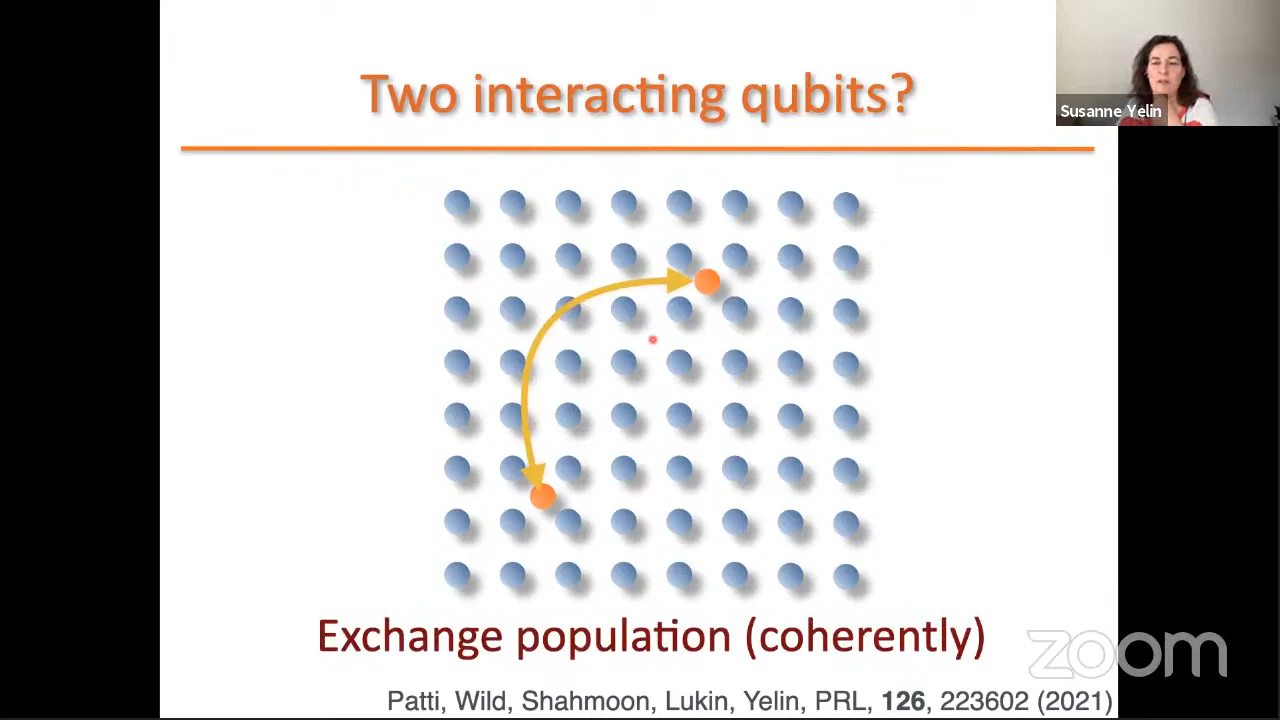 Two interacting qubits?
Susanne Yelin
Exchange population (coherently)
zoom
Patti, Wild, Shahmoon, Lukin, Yelin, PRL, 126, 223602 (2021)